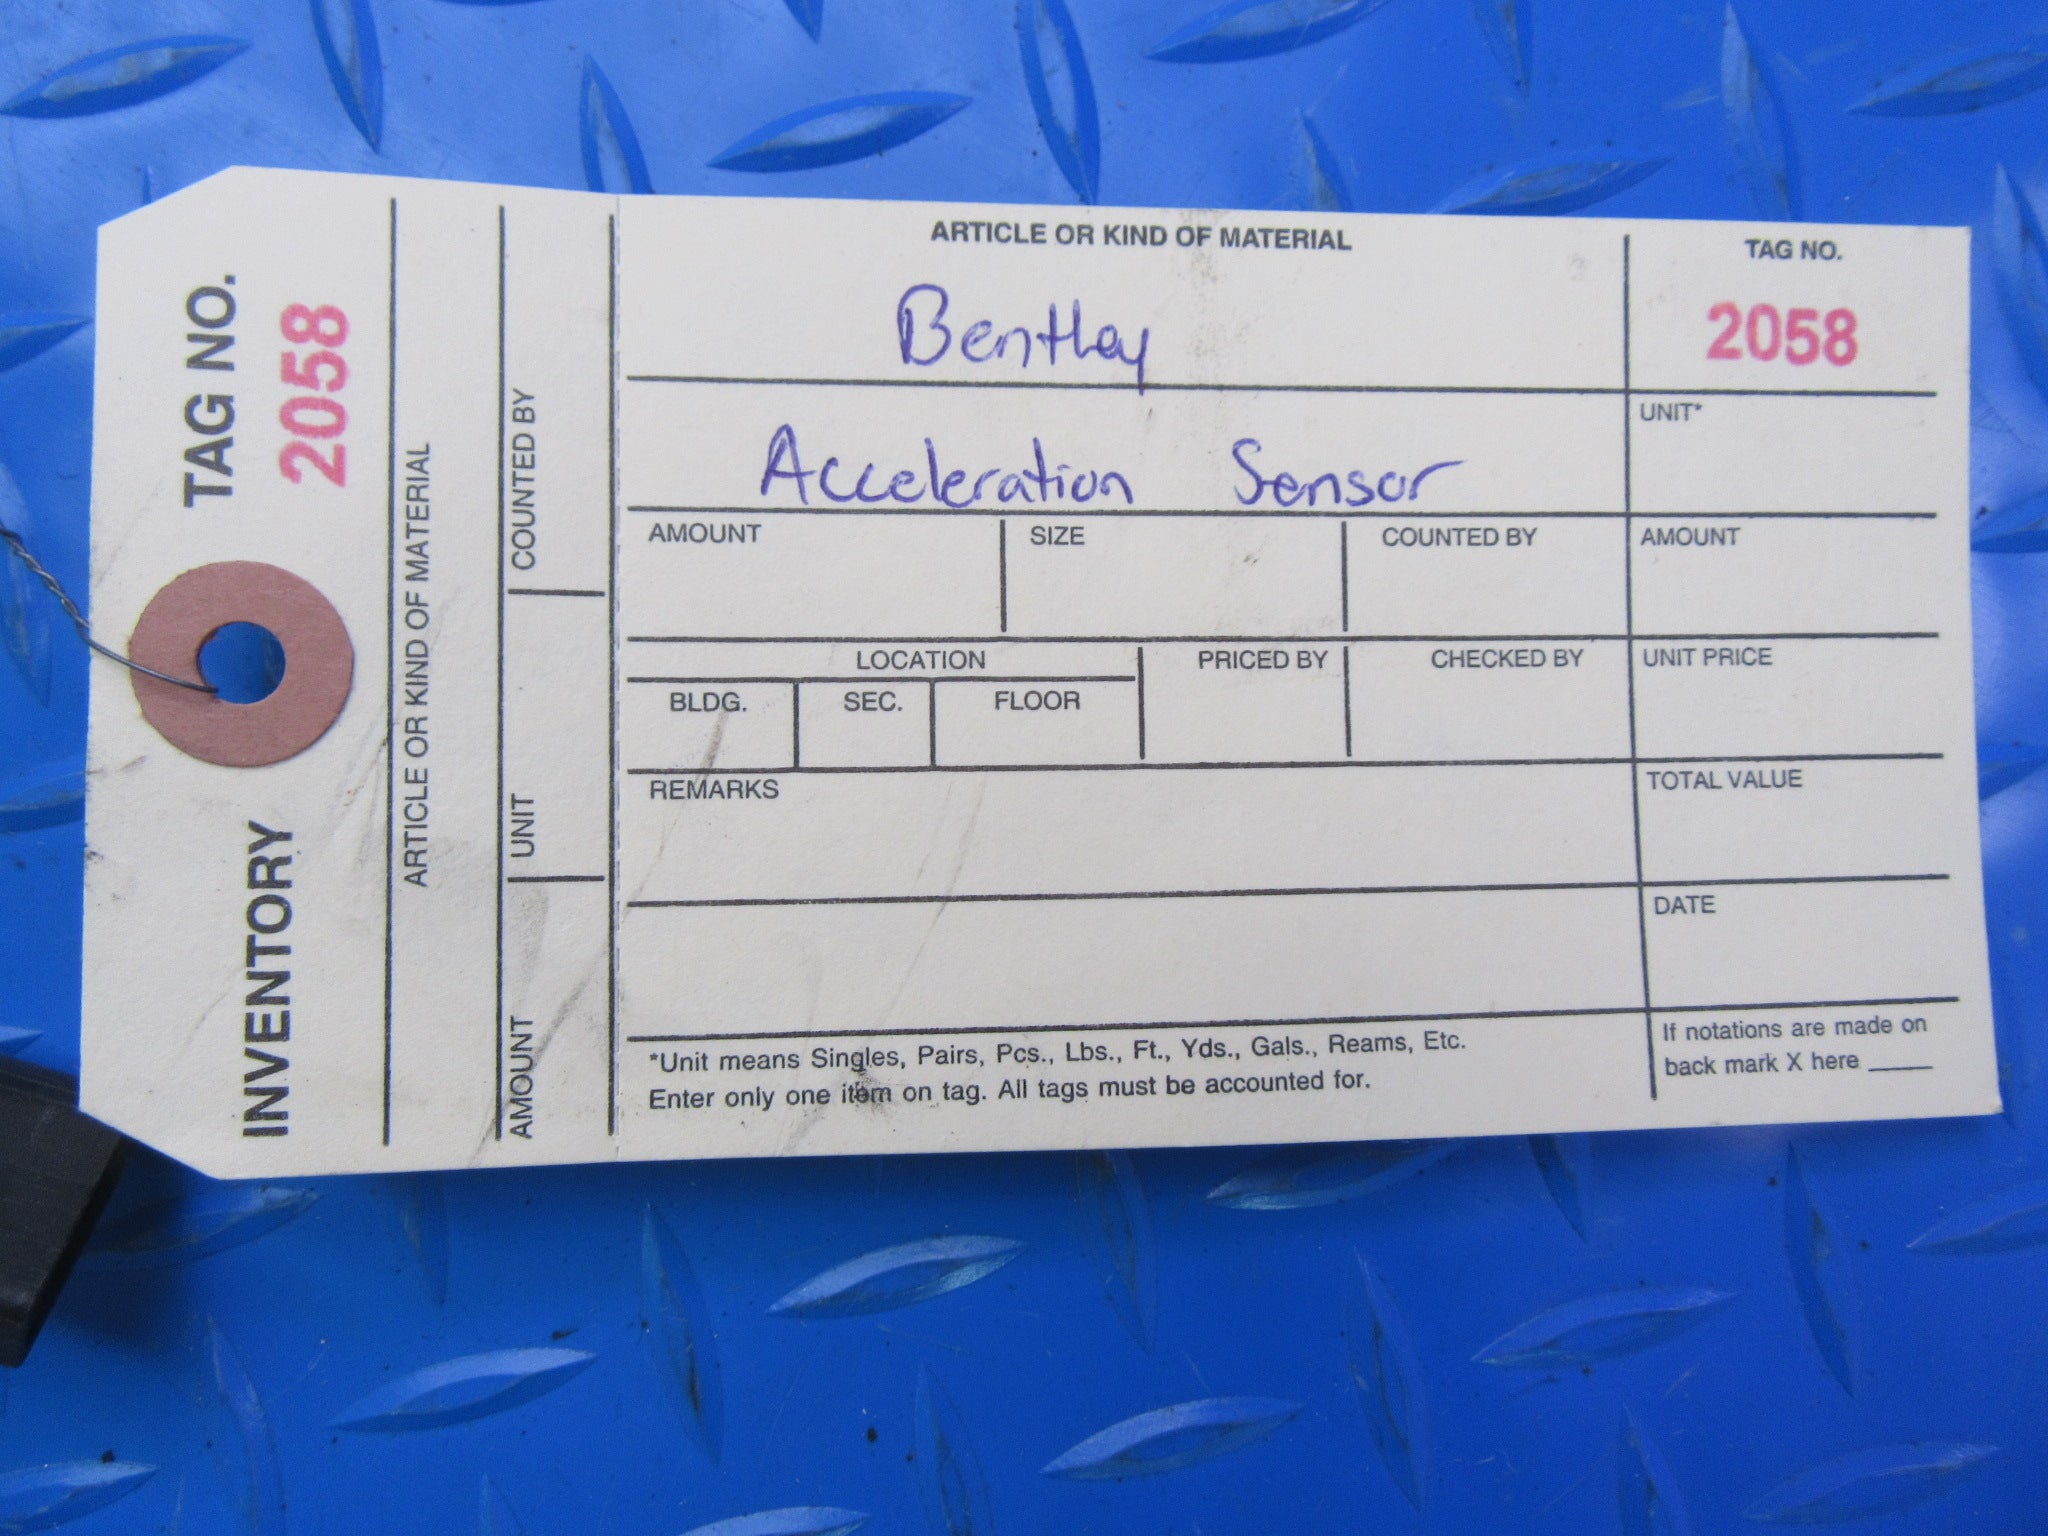 INVENTORY TAG NO.
2058
ARTICLE OR KIND OF MATERIAL
AMOUNT UNIT COUNTED BY
ARTICLE OR KIND OF MATERIAL
Bentley
Acceleration Sensor
TAG NO.
2058
UNIT*
AMOUNT SIZE COUNTED BY AMOUNT
LOCATION PRICED BY CHECKED BY UNIT PRICE
BLDG. SEC. FLOOR
REMARKS TOTAL VALUE
DATE
*Unit means Singles, Pairs, Pcs., Lbs., Ft., Yds., Gals., Reams, Etc.
Enter only one item on tag. All tags must be accounted for.
If notations are made on
back mark X here ____